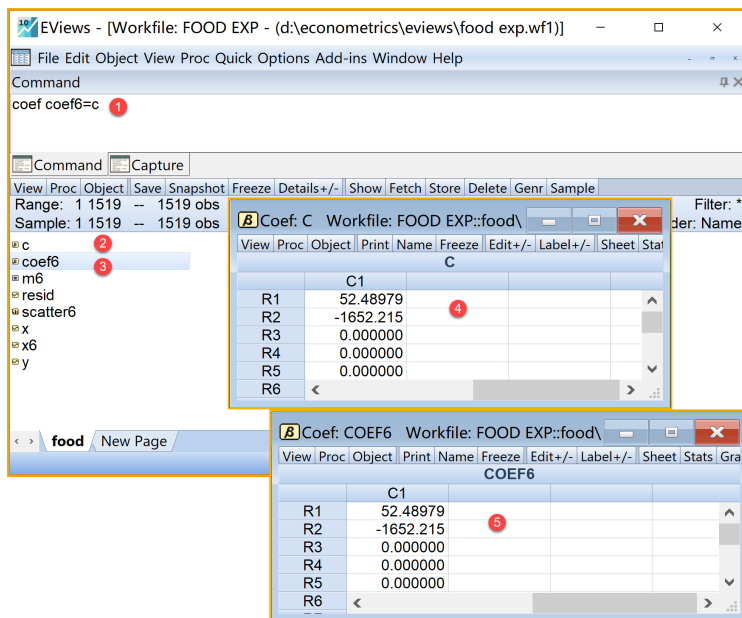 EViews - [Workfile: FOOD EXP - (d:\econometrics\eviews\food exp.wf1)]
File Edit Object View Proc Quick Options Add-ins Window Help
Command
coef coef6=c 1
Command Capture
View Proc Object Save Snapshot Freeze Details+/- Show Fetch Store Delete Genr Sample
Range: 1 1519 -- 1519 obs Filter: *
Sample: 1 1519 -- 1519 obs der: Name
c 2
coef6 3
m6
resid
scatter6
x
x6
y
food New Page
Coef: C Workfile: FOOD EXP::food\
View Proc Object Print Name Freeze Edit+/- Label+/- Sheet Stat
C
C1
R1 52.48979
R2 -1652.215
R3 0.000000
R4 0.000000
R5 0.000000
R6
4
Coef: COEF6 Workfile: FOOD EXP::food\
View Proc Object Print Name Freeze Edit+/- Label+/- Sheet Stats Gra
COEF6
C1
R1 52.48979
R2 -1652.215
R3 0.000000
R4 0.000000
R5 0.000000
R6
5